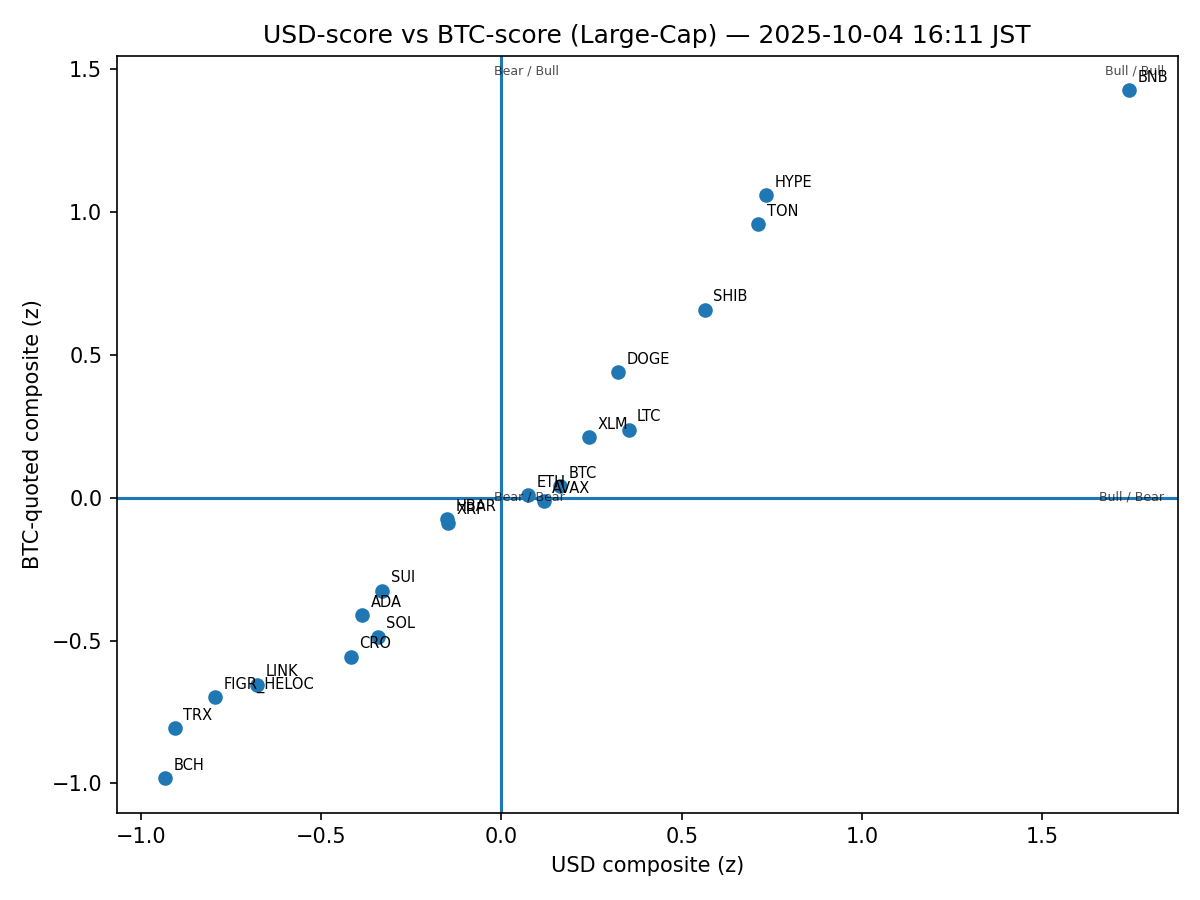 USD-score vs BTC-score (Large-Cap) — 2025-10-04 16:11 JST
Bear / Bull
Bull / Bull
BNB
HYPE
TON
SHIB
DOGE
LTC
XLM
BTC
ETH
AVAX
Bear / Bear
Bull / Bear
HBAR
XRP
SUI
ADA
SOL
CRO
LINK
FIGR_HELOC
TRX
BCH
1.5
1.0
0.5
0.0
−0.5
−1.0
−1.0
−0.5
0.0
0.5
1.0
1.5
USD composite (z)
BTC-quoted composite (z)